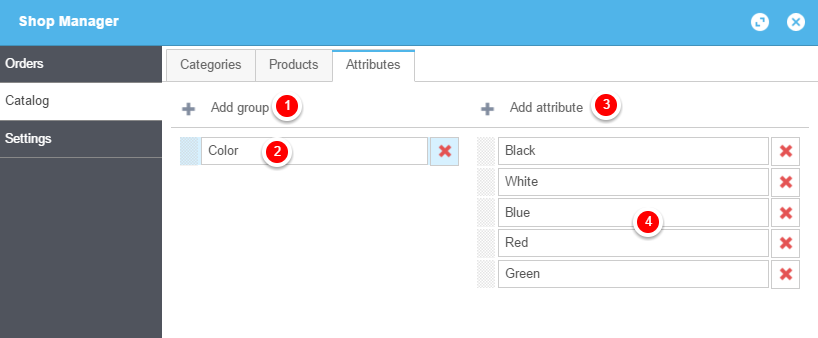 Shop Manager
Orders
Catalog
Settings
Categories Products Attributes
Add group 1
Add attribute 3
Color 2
Black
White
Blue
4
Red
Green